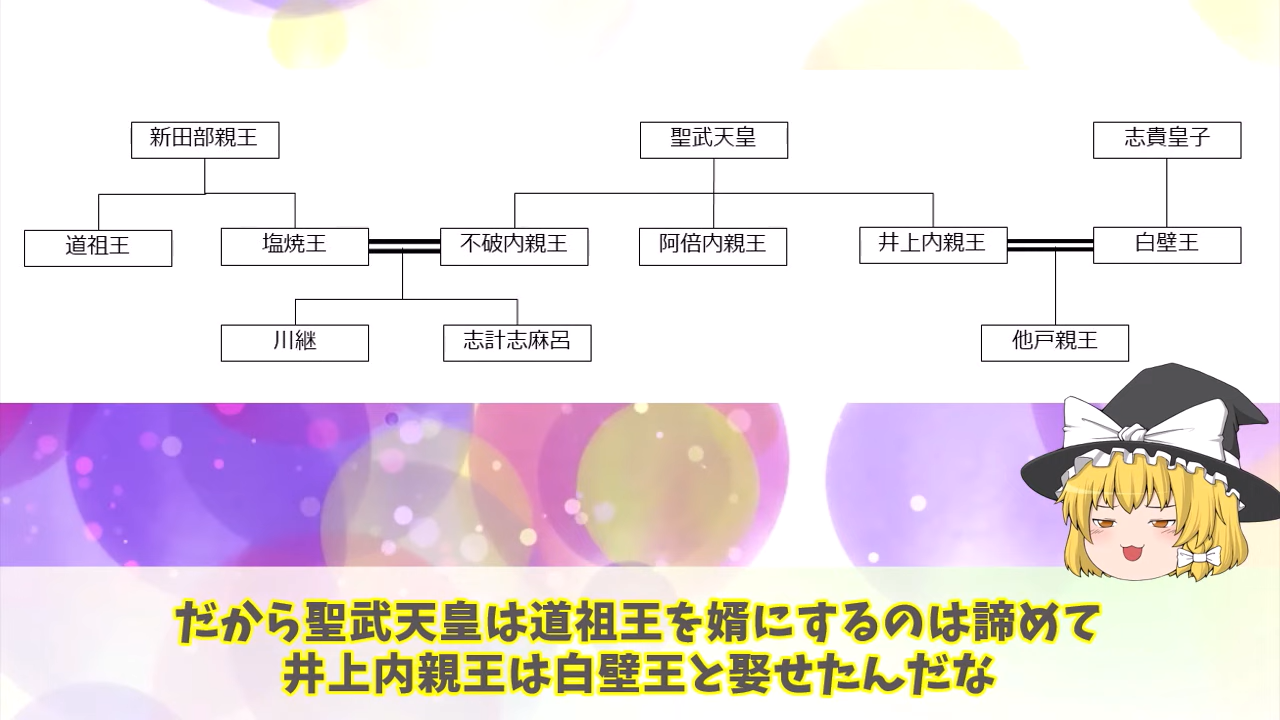 新田部親王
聖武天皇
志貴皇子
道祖王
塩焼王
不破内親王
阿倍内親王
井上内親王
白壁王
川継
志計志麻呂
他戸親王
だから聖武天皇は道祖王を婿にするのは諦めて
井上内親王は白壁王と娶せたんだな